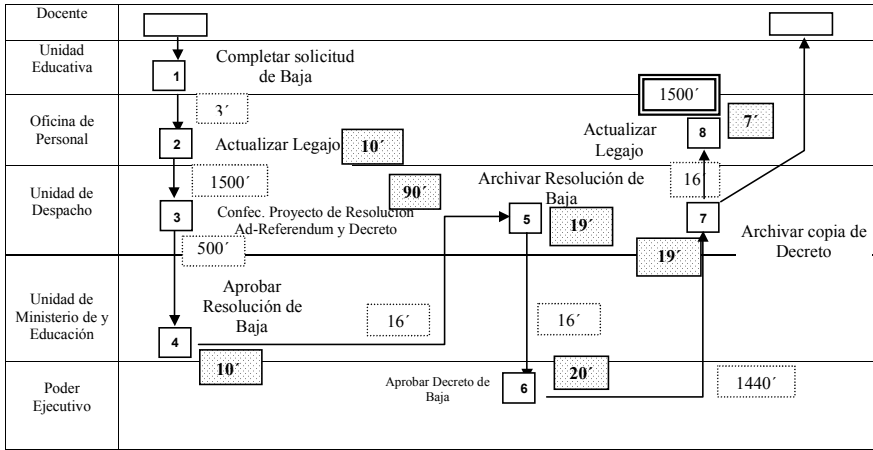 Docente
Unidad
Educativa
1
Completar solicitud
de Baja
3´
1500´
Oficina de
Personal
2
Actualizar Legajo
10´
Actualizar
Legajo
8
7´
1500´
90´
16´
Unidad de
Despacho
3
Confec. Proyecto de Resolución
Ad-Referendum y Decreto
Archivar Resolución de
Baja
5
19´
7
500´
19´
Archivar copia de
Decreto
Unidad de
Ministerio de y
Educación
Aprobar
Resolución de
Baja
4
16´
16´
10´
Poder
Ejecutivo
Aprobar Decreto de
Baja
6
20´
1440´